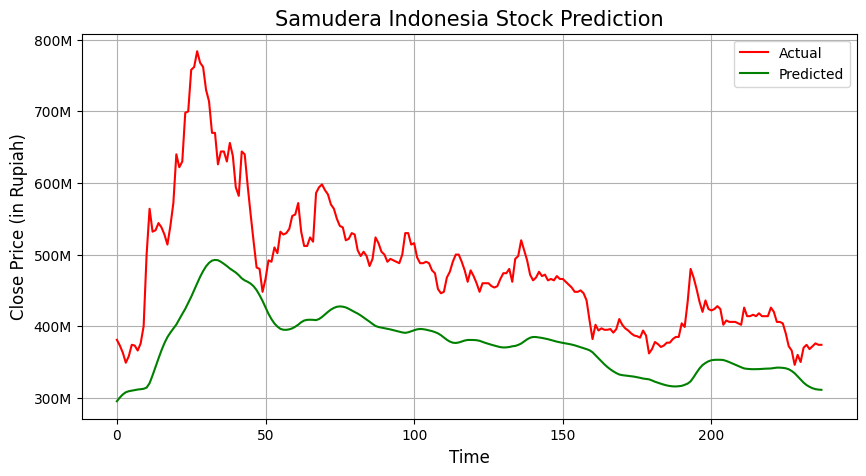 Samudera Indonesia Stock Prediction
800M
700M
600M
500M
400M
300M
Close Price (in Rupiah)
Actual
Predicted
0
50
100
150
200
Time